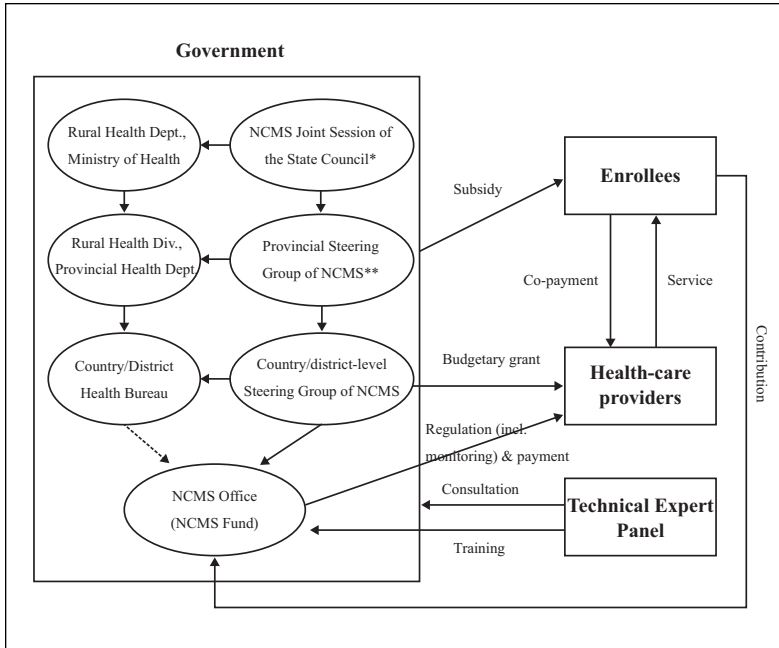 Government
Rural Health Dept.,
Ministry of Health
NCMS Joint Session of
the State Council*
Enrollees
Subsidy
Rural Health Div.,
Provincial Health Dept.
Provincial Steering
Group of NCMS**
Co-payment
Service
Contribution
Country/District
Health Bureau
Country/district-level
Steering Group of NCMS
Budgetary grant
Health-care
providers
Regulation (incl.
monitoring) & payment
NCMS Office
(NCMS Fund)
Consultation
Technical Expert
Panel
Training